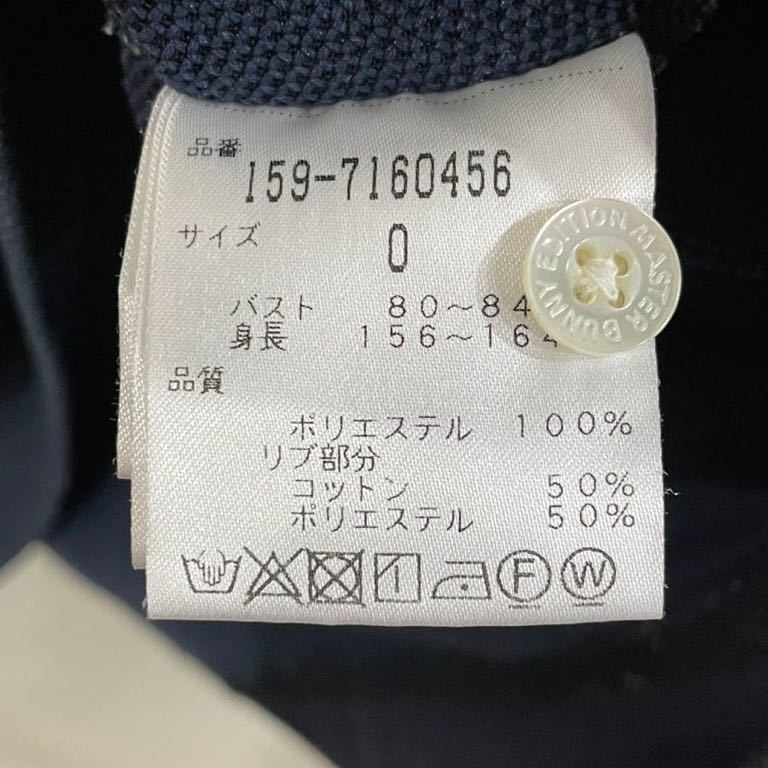 品番
159-7160456
サイズ 0
バスト 80～84
身長 156～164
品質
ポリエステル 100%
リブ部分
コットン 50%
ポリエステル 50%
F W
MASTER BUNNY EDITION